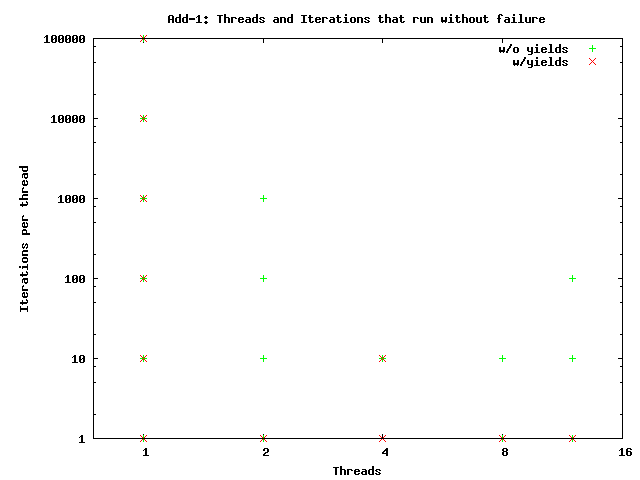 Add-1: Threads and Iterations that run without failure
w/o yields
w/yields
100000
10000
1000
100
10
1
Iterations per thread
1 2 4 8 16
Threads